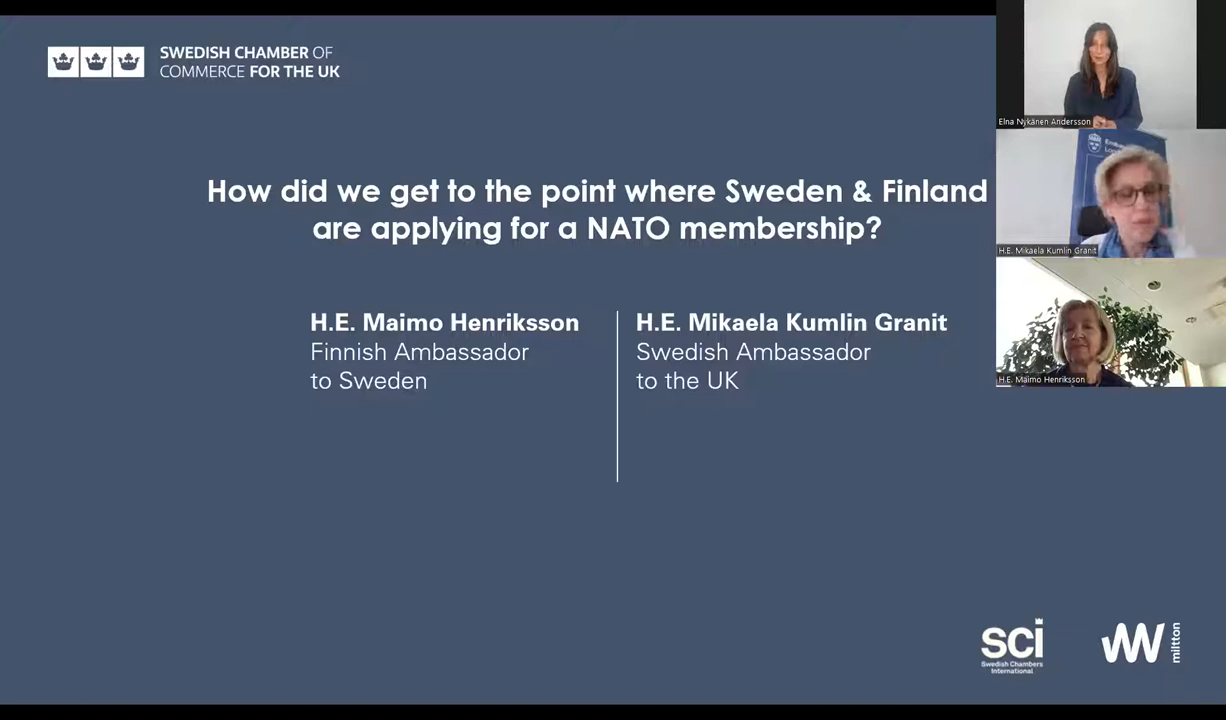 SWEDISH CHAMBER OF
COMMERCE FOR THE UK
How did we get to the point where Sweden & Finland
are applying for a NATO membership?
H.E. Maimo Henriksson
Finnish Ambassador
to Sweden
H.E. Mikaela Kumlin Granit
Swedish Ambassador
to the UK
Elna Nykänen Andersson
H.E. Mikaela Kumlin Granit
H.E. Maimo Henriksson
sci
Swedish Chambers
International
miltton